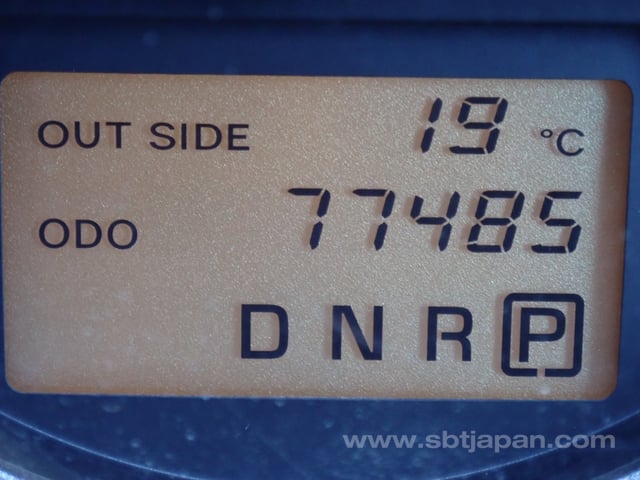 OUT SIDE 19 °C
ODO 77485
D N R P
www.sbtjapan.com